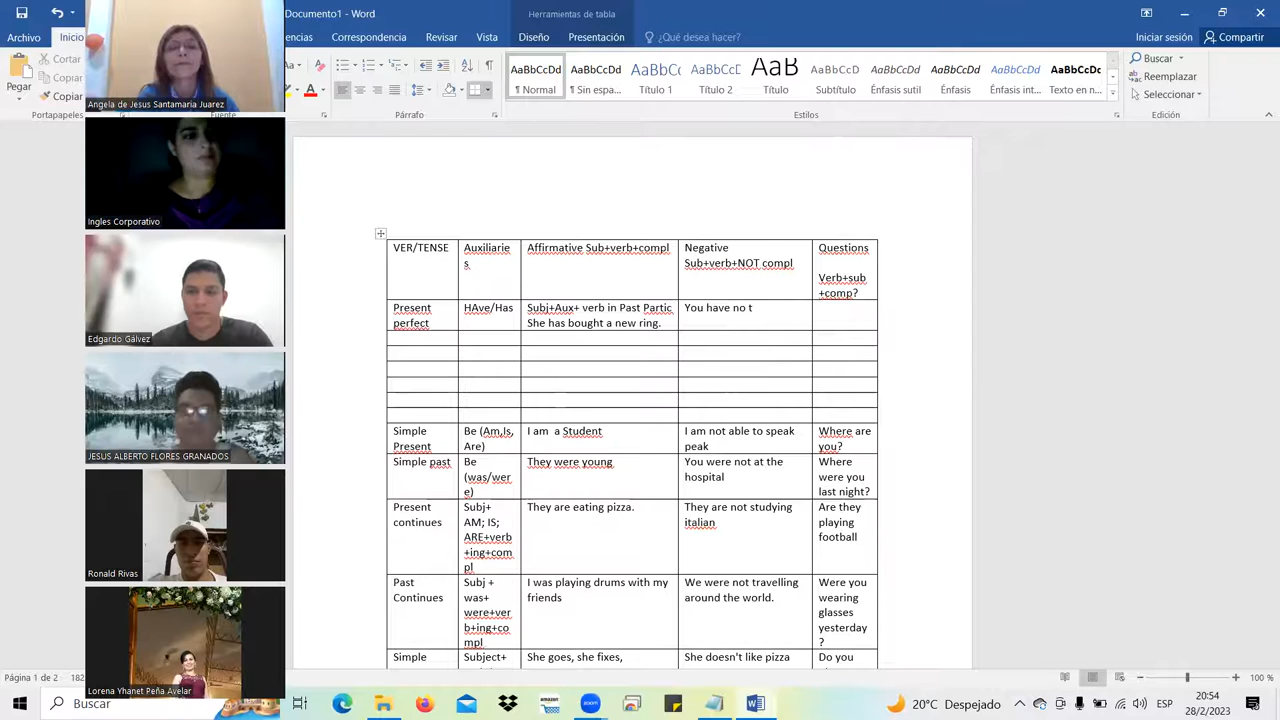 Documento1 - Word
Herramientas de tabla
Archivo
Inicio
Correspondencia
Revisar
Vista
Diseño
Presentación
¿Qué desea hacer?
Iniciar sesión
Compartir
Pegar
Cortar
AaBbCcDd
AaBbCcDd
AaBbCcDd
AaBbCcDd
AaBbCcDd
AaBbCcDd
AaBbCcDd
¶ Normal
¶ Sin espa...
Título 1
Título 2
Título
Subtítulo
Énfasis sutil
Énfasis
Énfasis int...
Texto en n...
Buscar
Reemplazar
Seleccionar
Portapapeles
Fuente
Párrafo
Estilos
Edición
Angela de Jesus Santamaria Juarez
Ingles Corporativo
Edgardo Gálvez
JESUS ALBERTO FLORES GRANADOS
Ronald Rivas
Lorena Yhanet Peña Avelar
VER/TENSE
Auxiliarie
s
Affirmative Sub+verb+compl
Negative
Sub+verb+NOT compl
Questions
Verb+sub
+comp?
Present
perfect
HAve/Has
Subj+Aux+ verb in Past Partic
She has bought a new ring.
You have no t
Simple
Present
Be (Am,Is,
Are)
I am  a Student
I am not able to speak
peak
Where are
you?
Simple past
Be
(was/wer
e)
They were young
You were not at the
hospital
Where
were you
last night?
Present
continues
Subj+
AM; IS;
ARE+verb
+ing+com
pl
They are eating pizza.
They are not studying
italian
Are they
playing
football
Past
Continues
Subj +
was+
were+ver
b+ing+co
mpl
I was playing drums with my
friends
We were not travelling
around the world.
Were you
wearing
glasses
yesterday
?
Simple
Subject+
She goes, she fixes,
She doesn't like pizza
Do you
Página 1 de 2
182
100 %
Buscar
amazon
zoom
20°C Despejado
ESP
20:54
28/2/2023